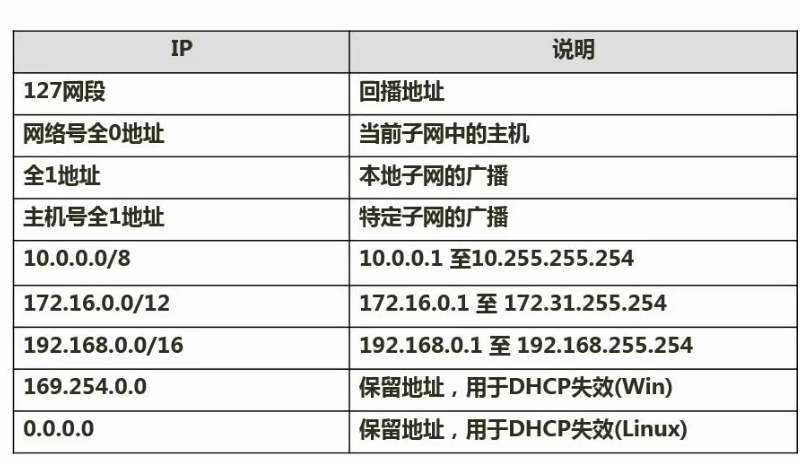 IP 说明
127网段 回播地址
网络号全0地址 当前子网中的主机
全1地址 本地子网的广播
主机号全1地址 特定子网的广播
10.0.0.0/8 10.0.0.1 至10.255.255.254
172.16.0.0/12 172.16.0.1 至 172.31.255.254
192.168.0.0/16 192.168.0.1 至 192.168.255.254
169.254.0.0 保留地址，用于DHCP失效(Win)
0.0.0.0 保留地址，用于DHCP失效(Linux)